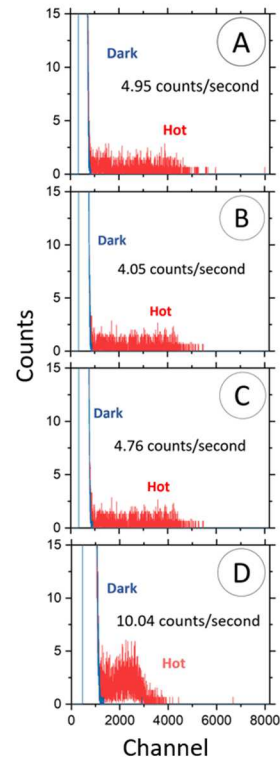 15
A
Dark
10
4.95 counts/second
Hot
5
0
15
B
Dark
10
4.05 counts/second
5
Hot
0
Counts
15
C
Dark
10
4.76 counts/second
5
Hot
0
15
D
Dark
10
10.04 counts/second
Hot
5
0
0 2000 4000 6000 8000
Channel